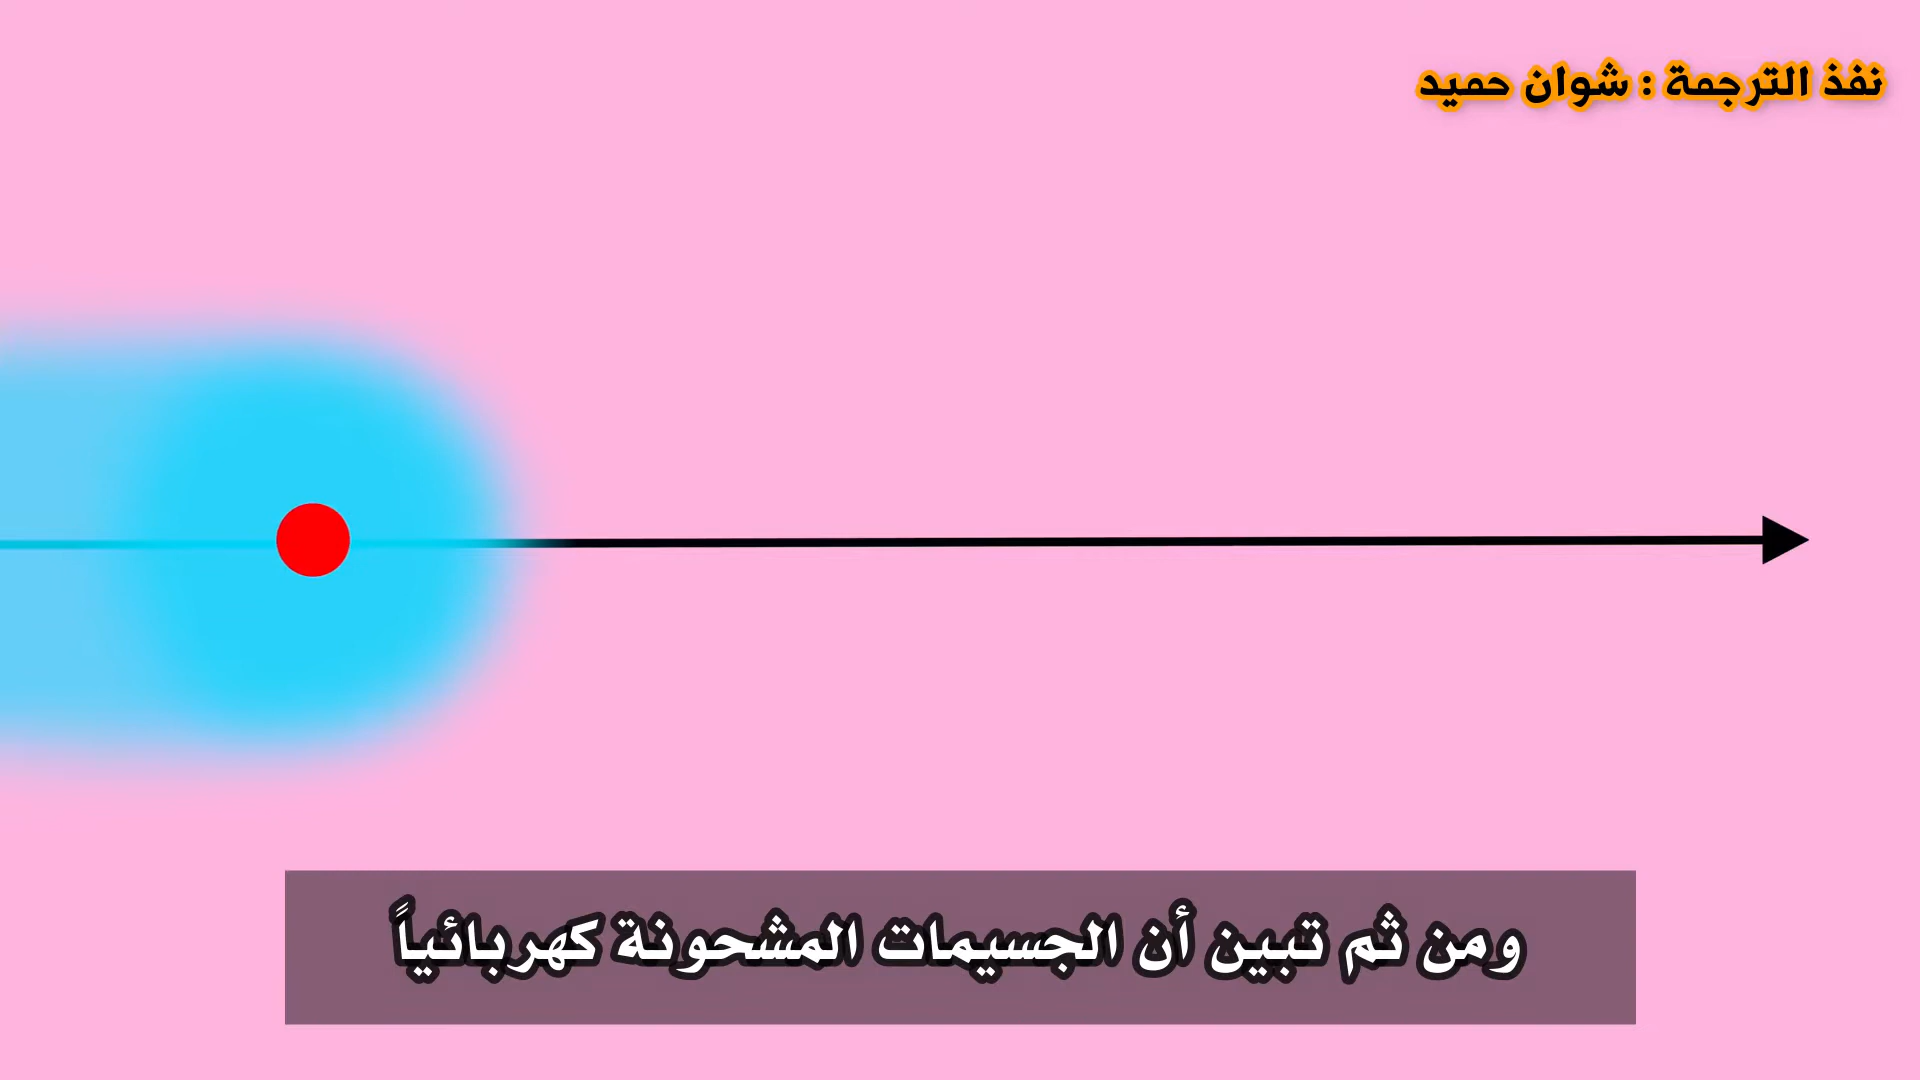 نفذ الترجمة : شوان حميد
ومن ثم تبين أن الجسيمات المشحونة كهربائياً